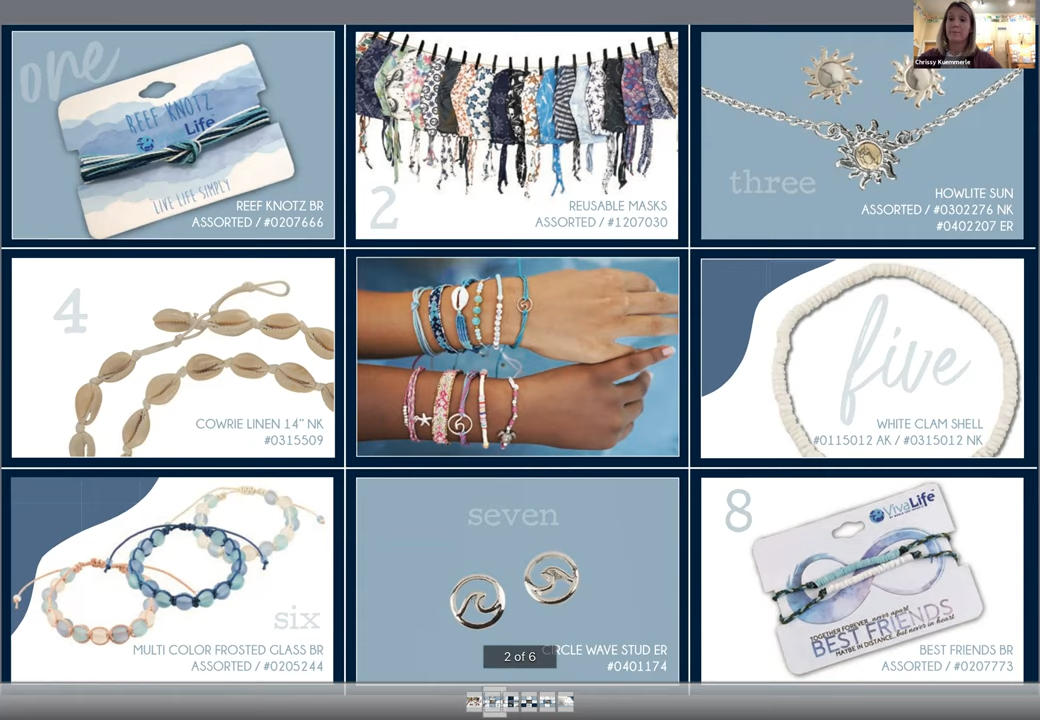 Chrissy Kuemmerle
one
REEF KNOTZ
Life
LIVE LIFE SIMPLY
REEF KNOTZ BR
ASSORTED / #0207666
2
REUSABLE MASKS
ASSORTED / #1207030
three
HOWLITE SUN
ASSORTED / #0302276 NK
#0402207 ER
4
COWRIE LINEN 14" NK
#0315509
five
WHITE CLAM SHELL
#0115012 AK / #0315012 NK
six
MULTI COLOR FROSTED GLASS BR
ASSORTED / #0205244
seven
CIRCLE WAVE STUD ER
#0401174
2 of 6
8
VivaLife
TOGETHER FOREVER, never apart
BEST FRIENDS
MAYBE IN DISTANCE...but never in heart
BEST FRIENDS BR
ASSORTED / #0207773